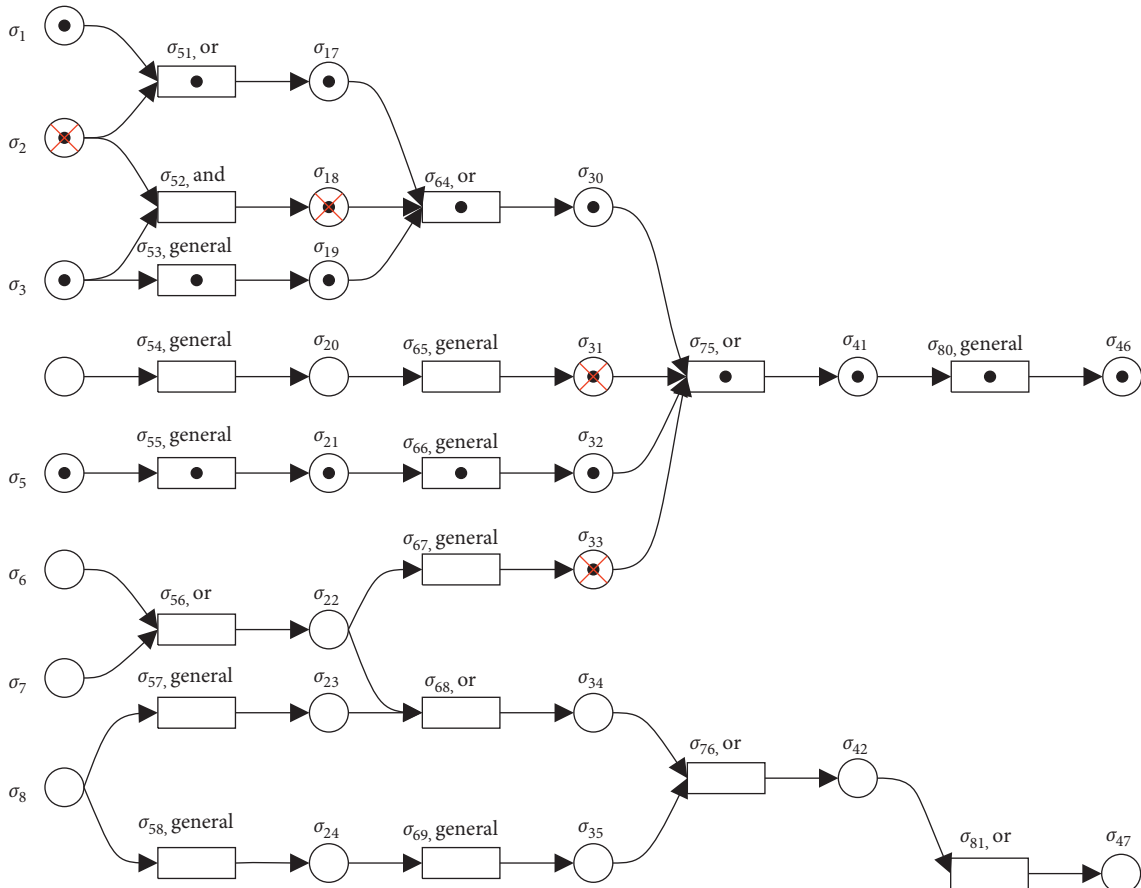 σ1
σ51, or
σ17
σ2
σ52, and
σ18
σ64, or
σ30
σ53, general
σ19
σ3
σ54, general
σ20
σ65, general
σ31
σ75, or
σ41
σ80, general
σ46
σ55, general
σ21
σ66, general
σ32
σ5
σ67, general
σ33
σ6
σ56, or
σ22
σ7
σ57, general
σ23
σ68, or
σ34
σ76, or
σ42
σ8
σ58, general
σ24
σ69, general
σ35
σ81, or
σ47